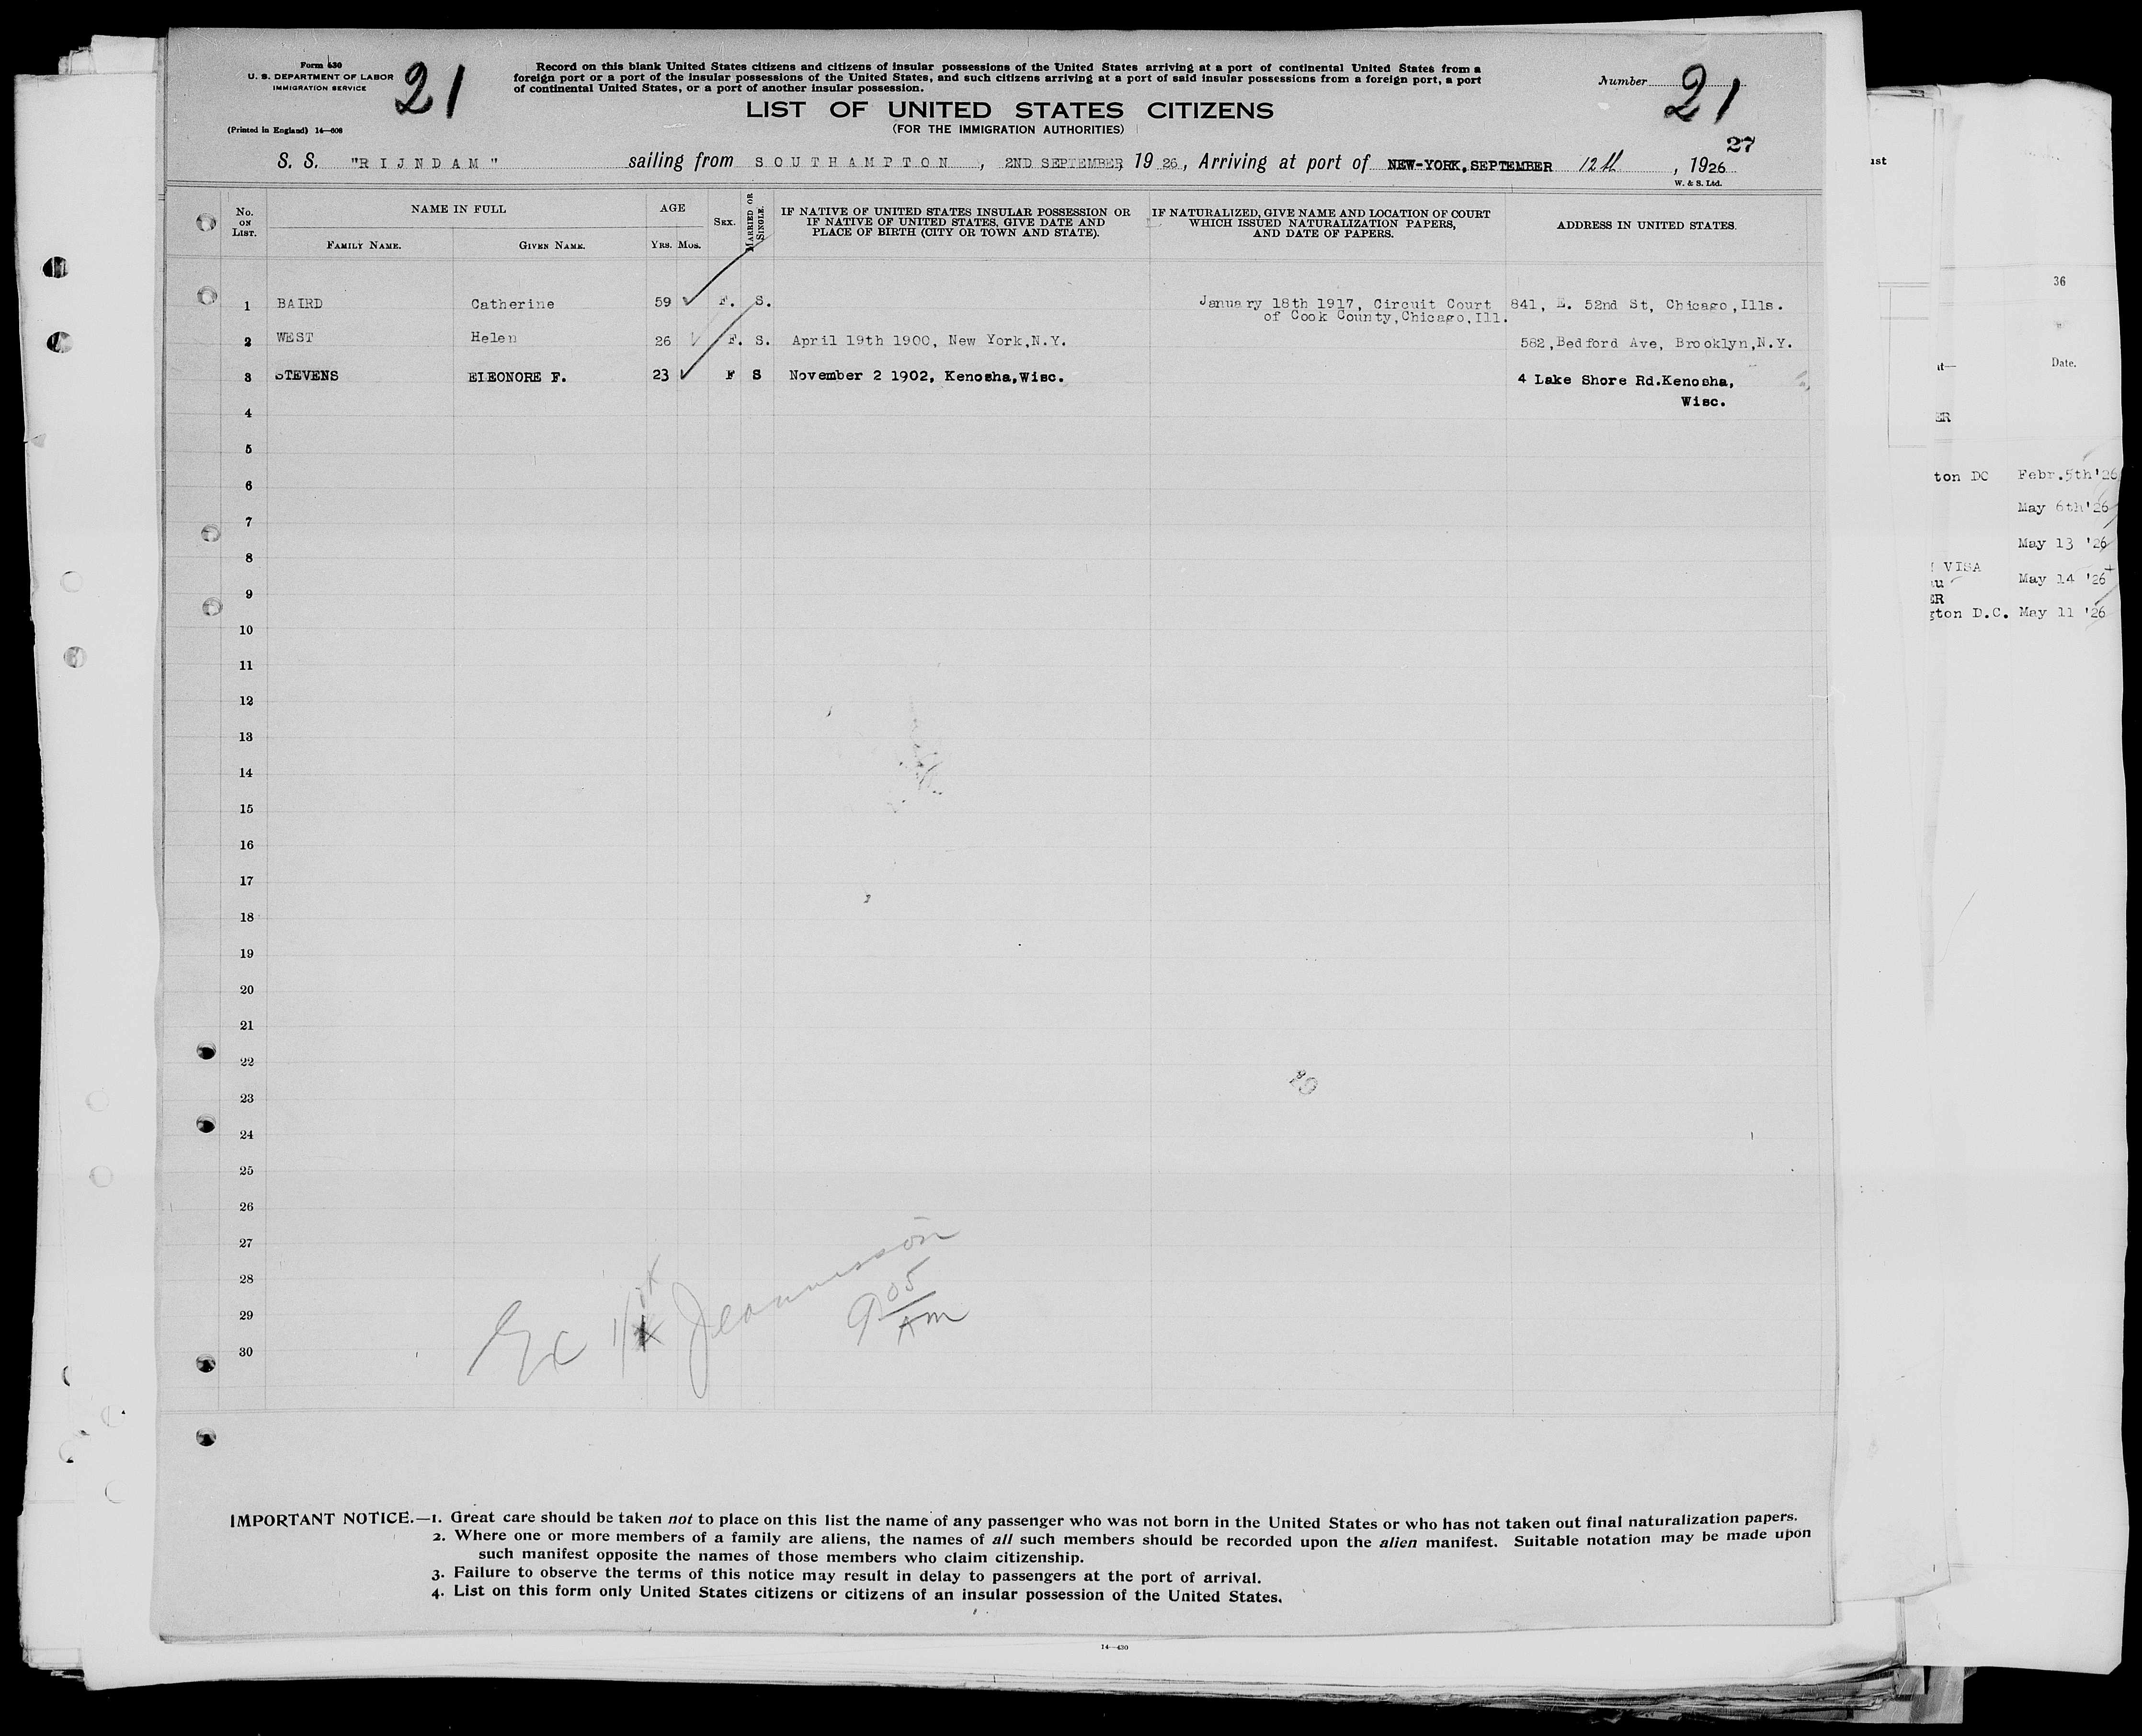 Form 630
U. S. DEPARTMENT OF LABOR
IMMIGRATION SERVICE
21
(Printed in England) 14—608
Record on this blank United States citizens and citizens of insular possessions of the United States arriving at a port of continental United States from a
foreign port or a port of the insular possessions of the United States, and such citizens arriving at a port of said insular possessions from a foreign port, a port
of continental United States, or a port of another insular possession.
Number 21
LIST OF UNITED STATES CITIZENS
(FOR THE IMMIGRATION AUTHORITIES)
27
S. S. "RIJNDAM" sailing from SOUTHAMPTON, 2ND SEPTEMBER, 1926, Arriving at port of NEW-YORK, SEPTEMBER 12th, 1926
W. & S. Ltd.
No. ON LIST. NAME IN FULL AGE SEX. MARRIED OR SINGLE. IF NATIVE OF UNITED STATES INSULAR POSSESSION OR IF NATIVE OF UNITED STATES, GIVE DATE AND PLACE OF BIRTH (CITY OR TOWN AND STATE). IF NATURALIZED, GIVE NAME AND LOCATION OF COURT WHICH ISSUED NATURALIZATION PAPERS, AND DATE OF PAPERS. ADDRESS IN UNITED STATES.
FAMILY NAME. GIVEN NAME. YRS. MOS.
1 BAIRD Catherine 59 F. S. January 18th 1917, Circuit Court 841, E. 52nd St, Chicago,Ills.
of Cook County,Chicago,Ill.
2 WEST Helen 26 F. S. April 19th 1900, New York,N.Y. 582,Bedford Ave, Brooklyn,N.Y.
3 STEVENS ELEONORE F. 23 F S November 2 1902, Kenosha,Wisc. 4 Lake Shore Rd.Kenosha,
Wisc.
4
5
6
7
8
9
10
11
12
13
14
15
16
17
18
19
20
21
22
23
24
25
26
27
28
29
30
9 05
AM
IMPORTANT NOTICE.—1. Great care should be taken not to place on this list the name of any passenger who was not born in the United States or who has not taken out final naturalization papers.
2. Where one or more members of a family are aliens, the names of all such members should be recorded upon the alien manifest. Suitable notation may be made upon
such manifest opposite the names of those members who claim citizenship.
3. Failure to observe the terms of this notice may result in delay to passengers at the port of arrival.
4. List on this form only United States citizens or citizens of an insular possession of the United States.
14—430
36
Date.
ton DC Febr.5th'26
May 6th'26
May 13 '26
VISA
May 14 '26
ton D.C. May 11 '26